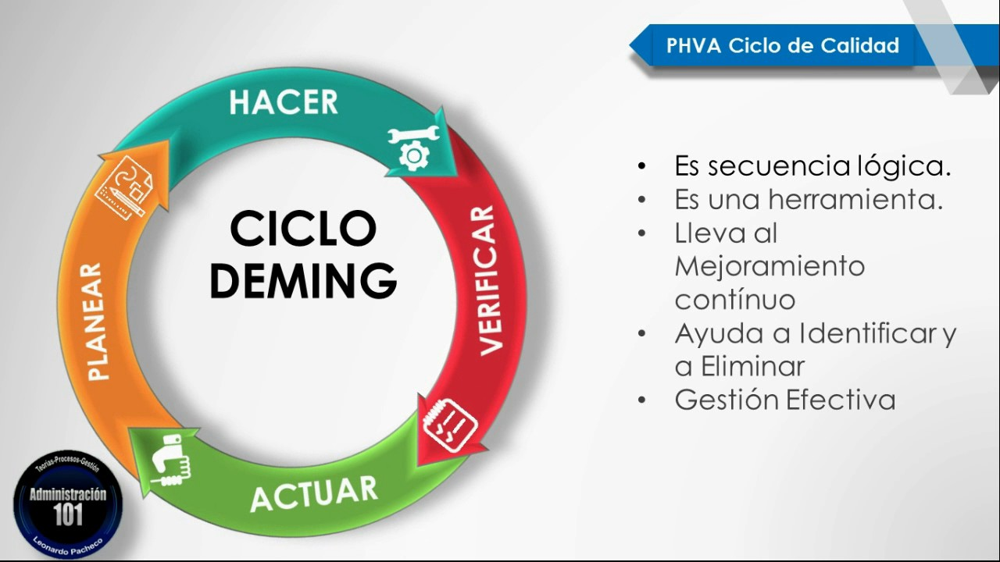 PHVA Ciclo de Calidad
HACER
VERIFICAR
ACTUAR
PLANEAR
CICLO
DEMING
• Es secuencia lógica.
• Es una herramienta.
• Lleva al
Mejoramiento
contínuo
• Ayuda a Identificar y
a Eliminar
• Gestión Efectiva
Teorías-Procesos-Gestión
Administración
101
Leonardo Pacheco